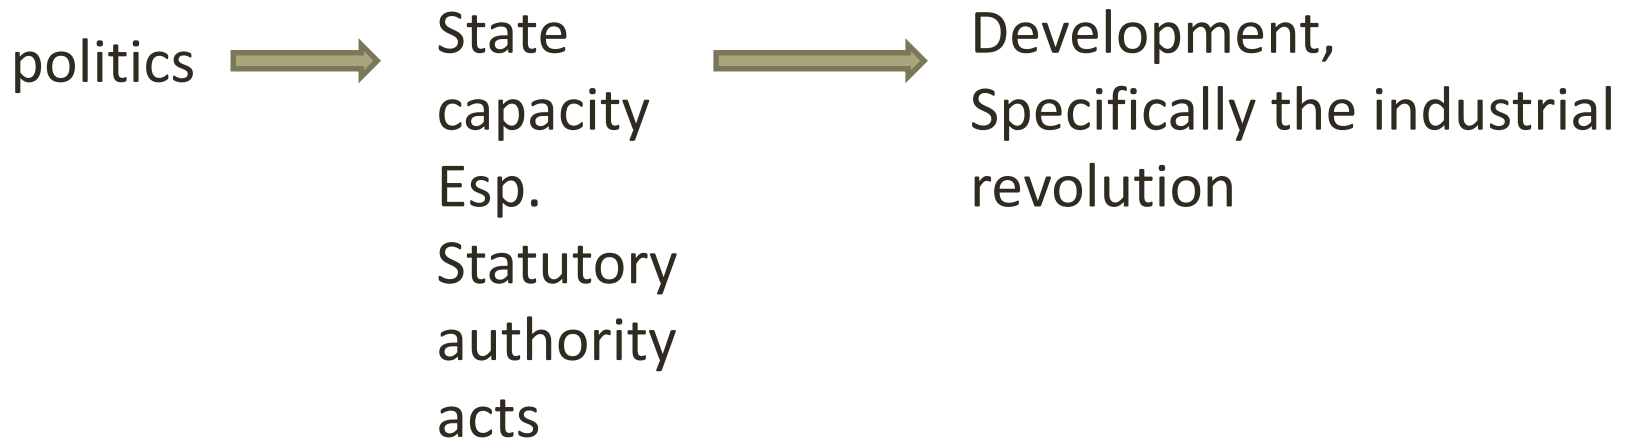 politics
State
capacity
Esp.
Statutory
authority
acts
Development,
Specifically the industrial
revolution